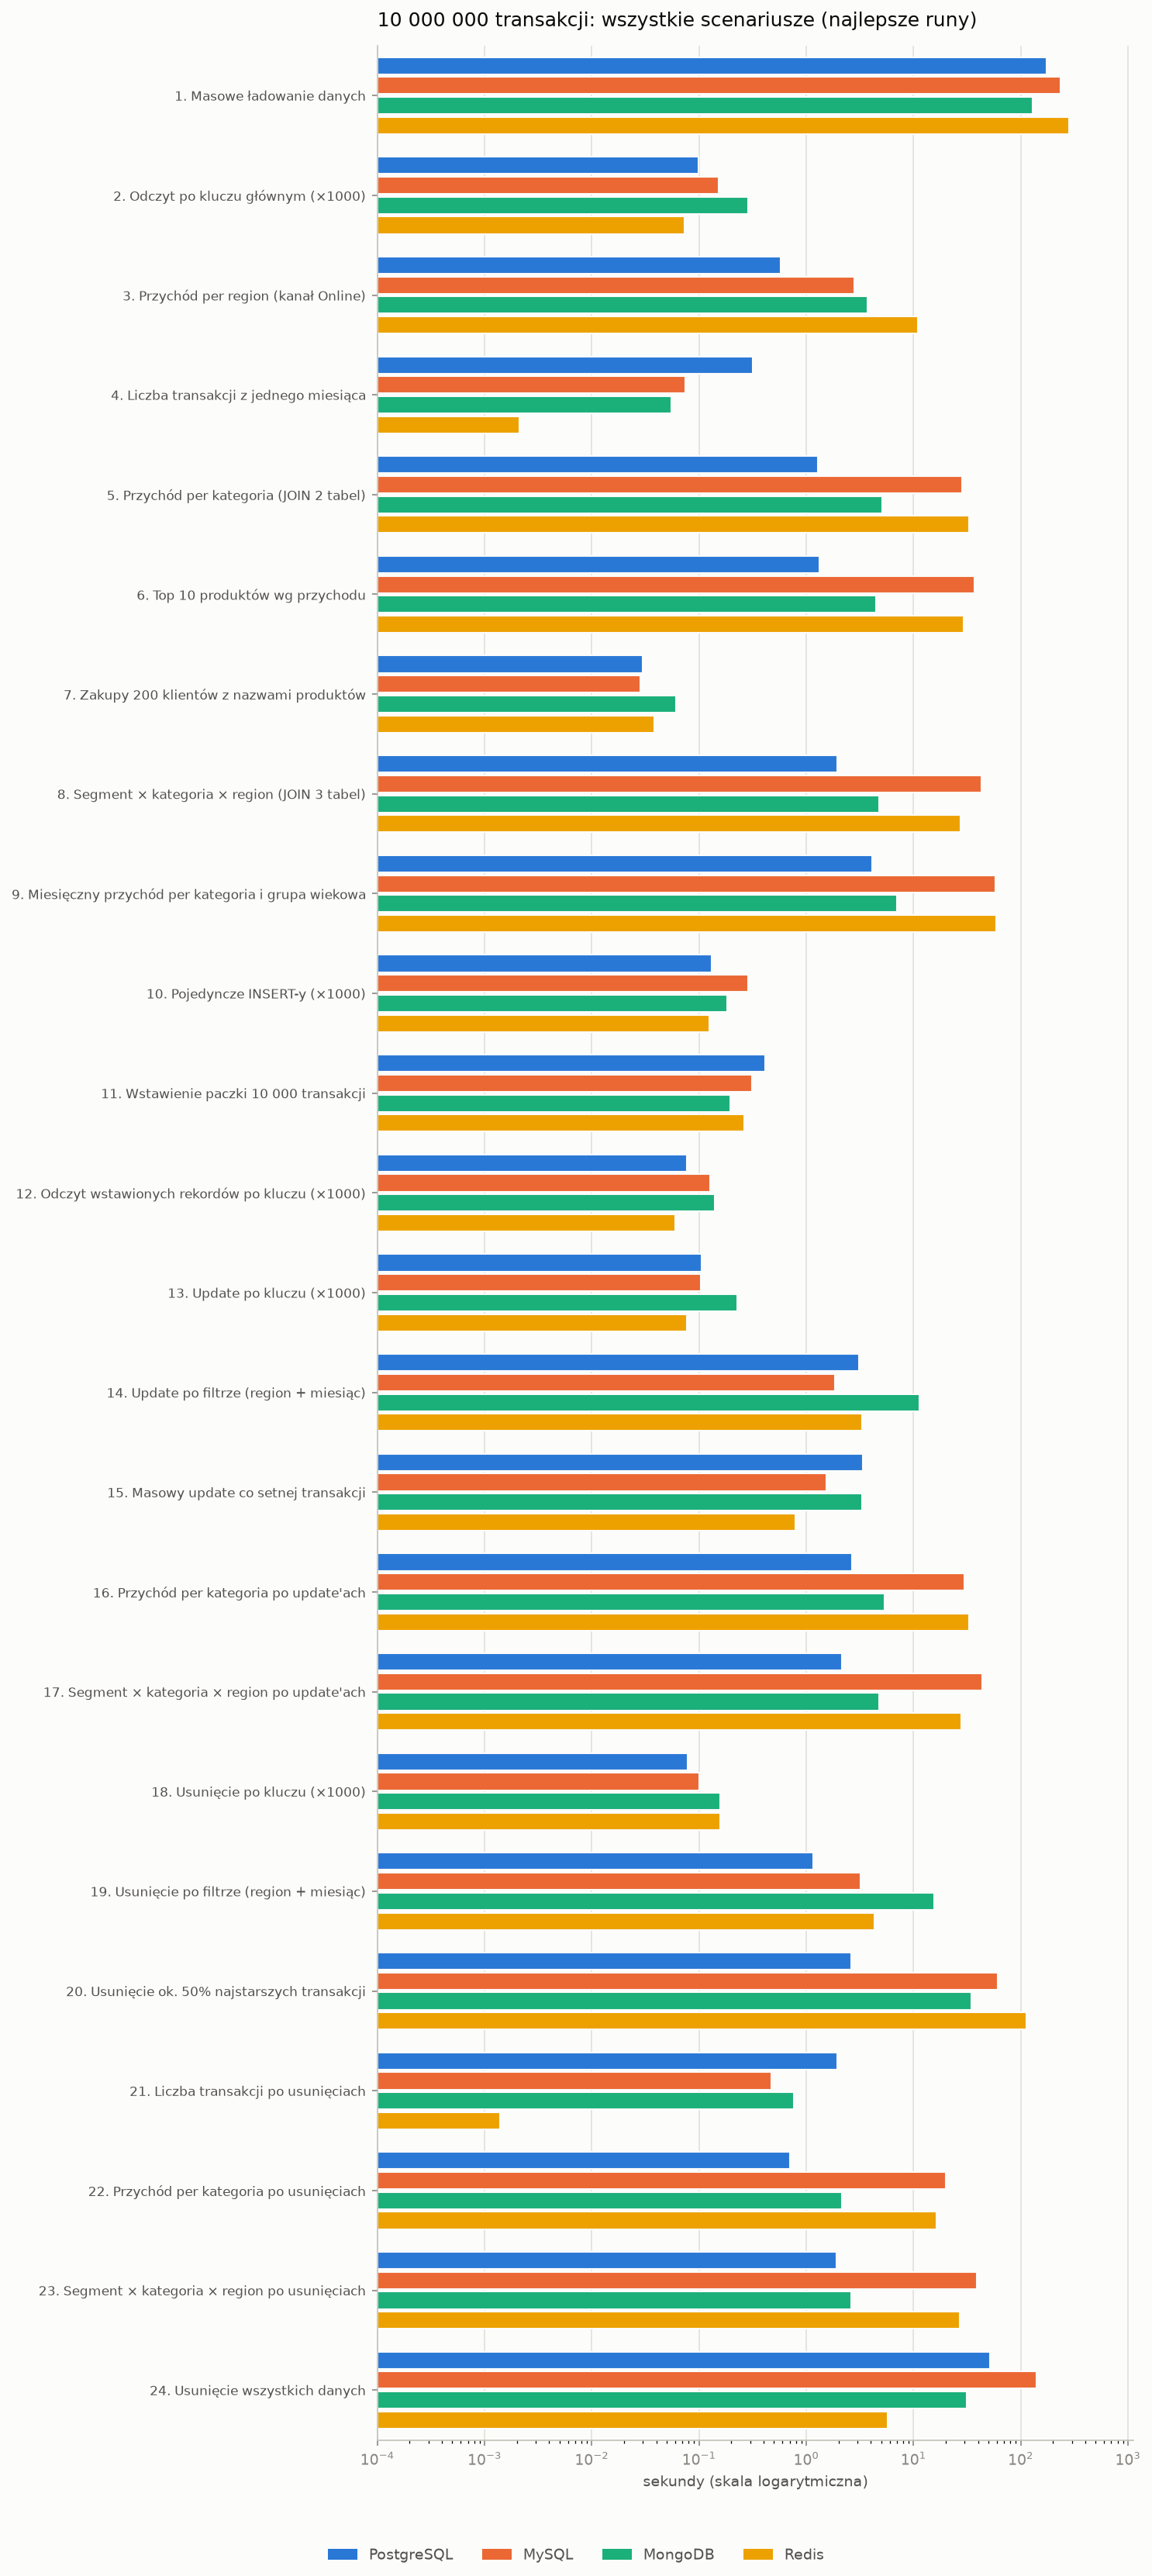 10 000 000 transakcji: wszystkie scenariusze (najlepsze runy)
1. Masowe ładowanie danych
2. Odczyt po kluczu głównym (×1000)
3. Przychód per region (kanał Online)
4. Liczba transakcji z jednego miesiąca
5. Przychód per kategoria (JOIN 2 tabel)
6. Top 10 produktów wg przychodu
7. Zakupy 200 klientów z nazwami produktów
8. Segment × kategoria × region (JOIN 3 tabel)
9. Miesięczny przychód per kategoria i grupa wiekowa
10. Pojedyncze INSERT-y (×1000)
11. Wstawienie paczki 10 000 transakcji
12. Odczyt wstawionych rekordów po kluczu (×1000)
13. Update po kluczu (×1000)
14. Update po filtrze (region + miesiąc)
15. Masowy update co setnej transakcji
16. Przychód per kategoria po update'ach
17. Segment × kategoria × region po update'ach
18. Usunięcie po kluczu (×1000)
19. Usunięcie po filtrze (region + miesiąc)
20. Usunięcie ok. 50% najstarszych transakcji
21. Liczba transakcji po usunięciach
22. Przychód per kategoria po usunięciach
23. Segment × kategoria × region po usunięciach
24. Usunięcie wszystkich danych
10⁻⁴ 10⁻³ 10⁻² 10⁻¹ 10⁰ 10¹ 10² 10³
sekundy (skala logarytmiczna)
PostgreSQL MySQL MongoDB Redis